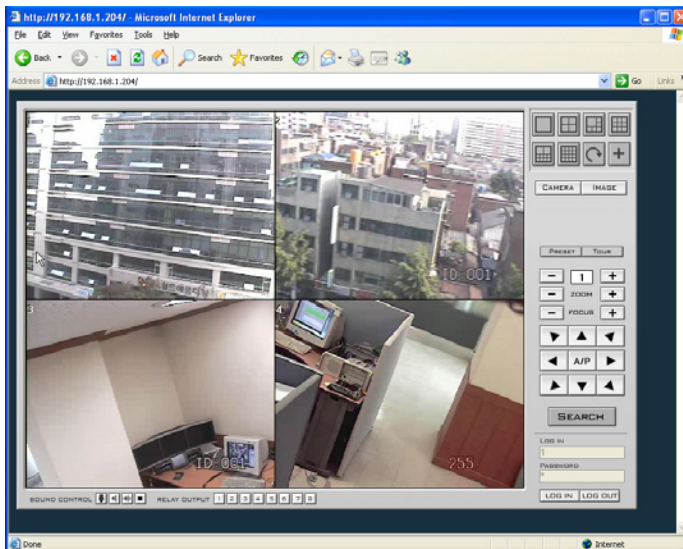 http://192.168.1.204/ - Microsoft Internet Explorer
File Edit View Favorites Tools Help
Back Search Favorites
Address http://192.168.1.204/ Go Links
2
CAMERA IMAGE
PRESET TOUR
ID:001
- 1 +
- ZOOM +
- FOCUS +
3 4
A/P
SEARCH
LOG IN
1
ID:001 255
PASSWORD
*
SOUND CONTROL RELAY OUTPUT 1 2 3 4 5 6 7 8
LOG IN LOG OUT
Done Internet